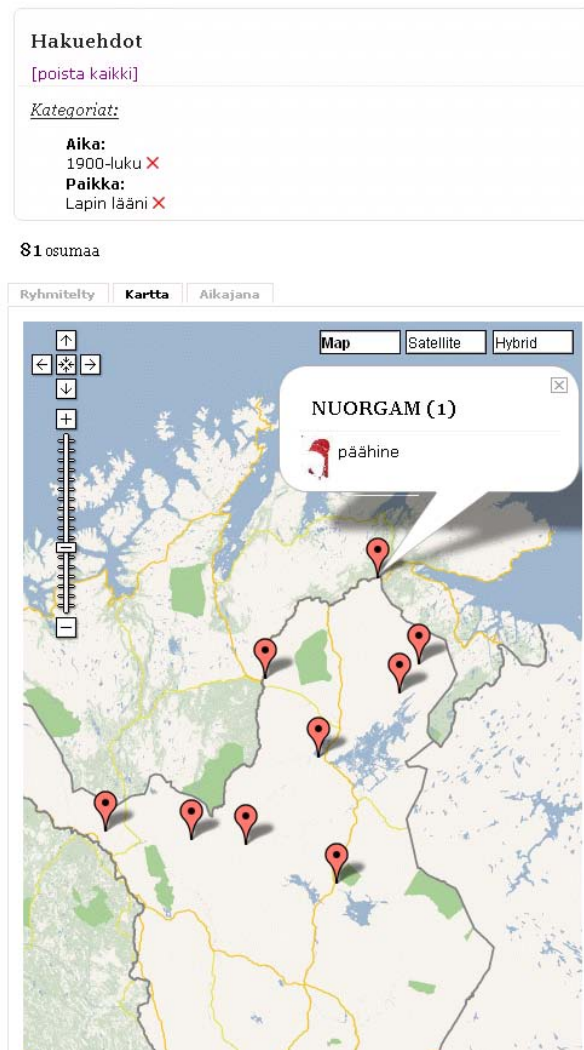 Hakuehdot
[poista kaikki]
Kategoriat:
Aika:
1900-luku
Paikka:
Lapin lääni
81 osumaa
Ryhmitelty Kartta Aikajana
Map Satellite Hybrid
NUORGAM (1)
päähine